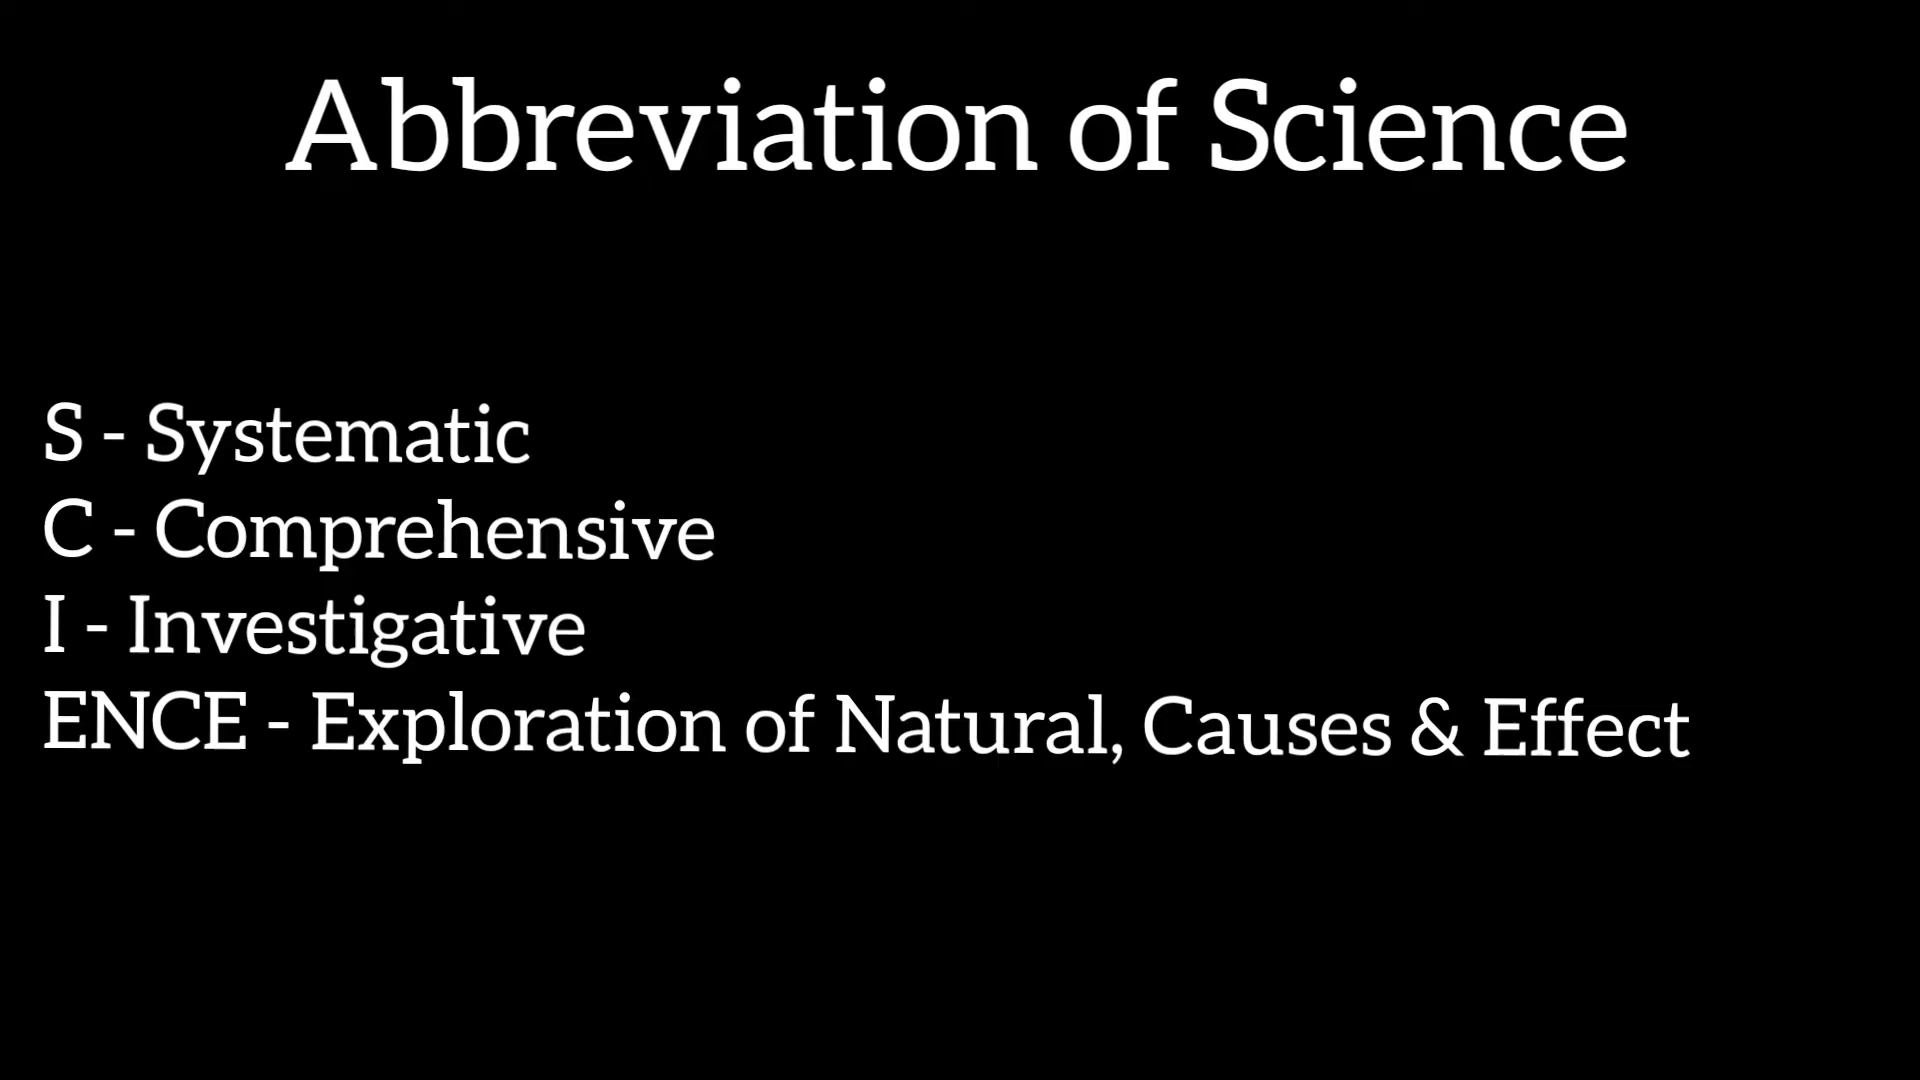 Abbreviation of Science
S - Systematic
C - Comprehensive
I - Investigative
ENCE - Exploration of Natural, Causes & Effect